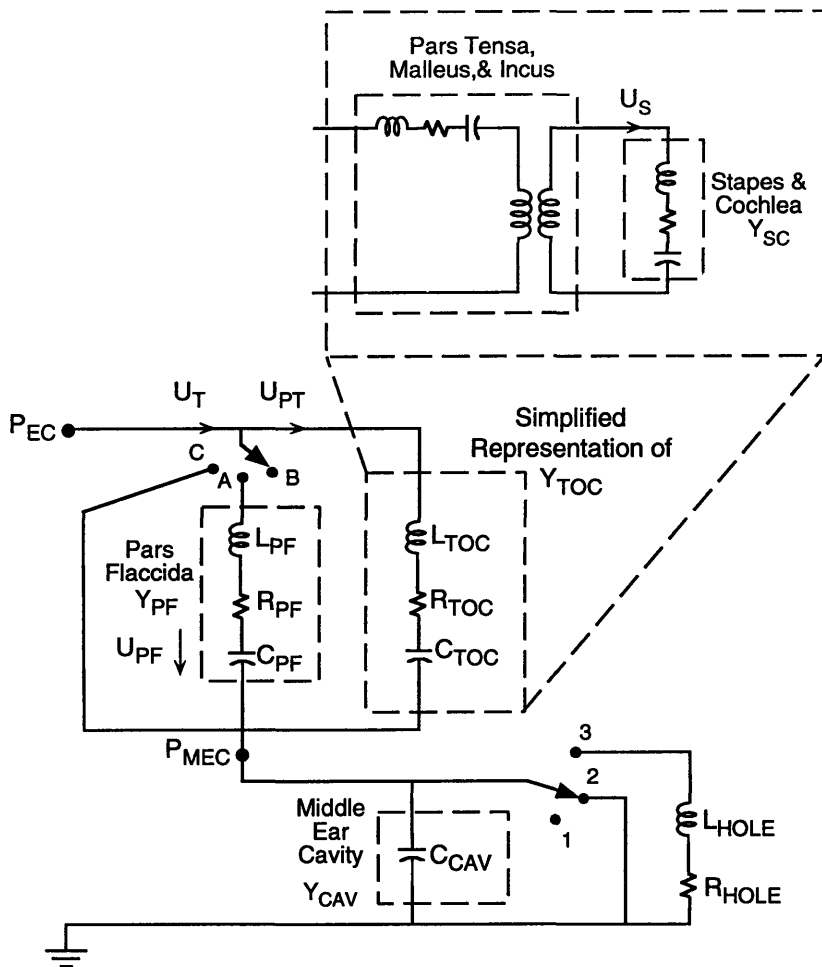 Pars Tensa,
Malleus,& Incus
U_S
Stapes &
Cochlea
Y_SC
U_T
U_PT
P_EC
C
A
B
Simplified
Representation of
Y_TOC
Pars
Flaccida
Y_PF
U_PF
L_PF
R_PF
C_PF
L_TOC
R_TOC
C_TOC
P_MEC
3
2
1
Middle
Ear
Cavity
Y_CAV
C_CAV
L_HOLE
R_HOLE